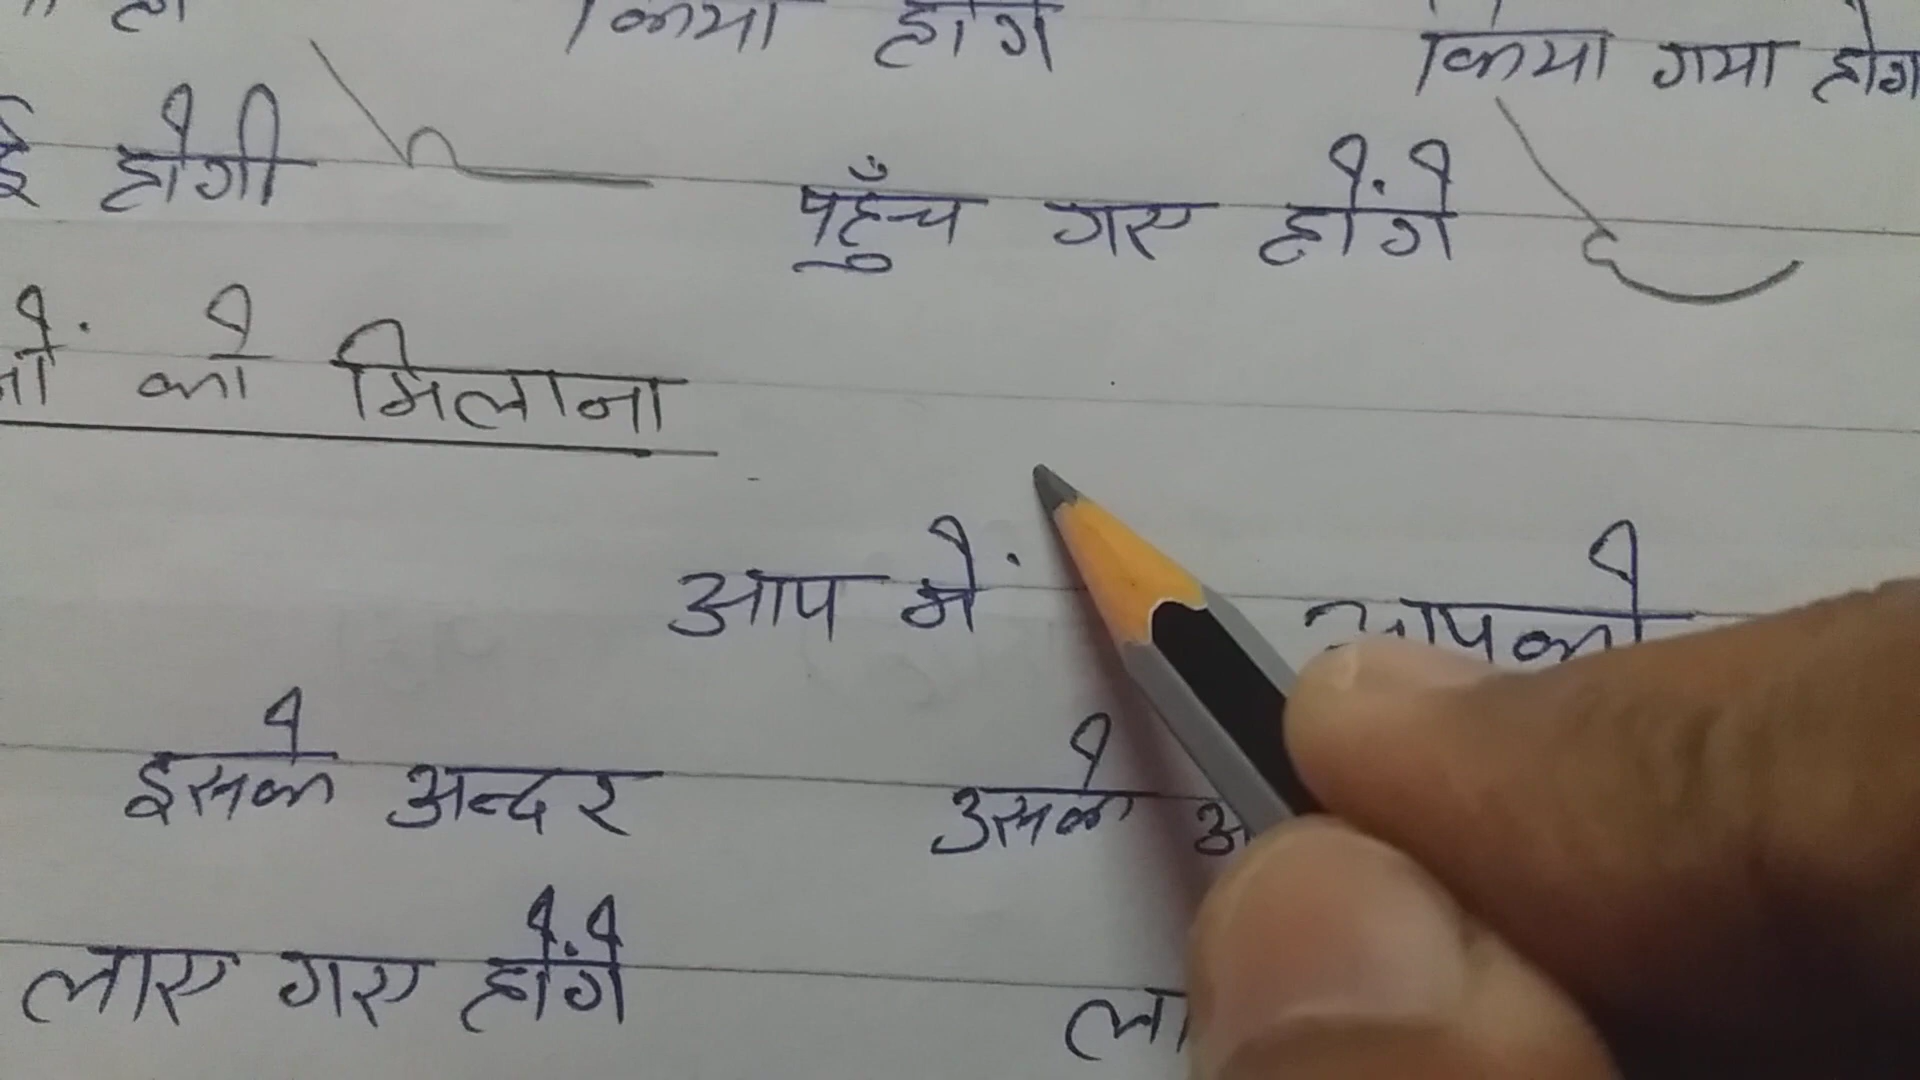 किया होगा किया गया होग
ई होगी पहुँच गए होंगे
को मिलाना
आप में आपको
इसके अन्दर उसके अ
लाए गए होंगे ला